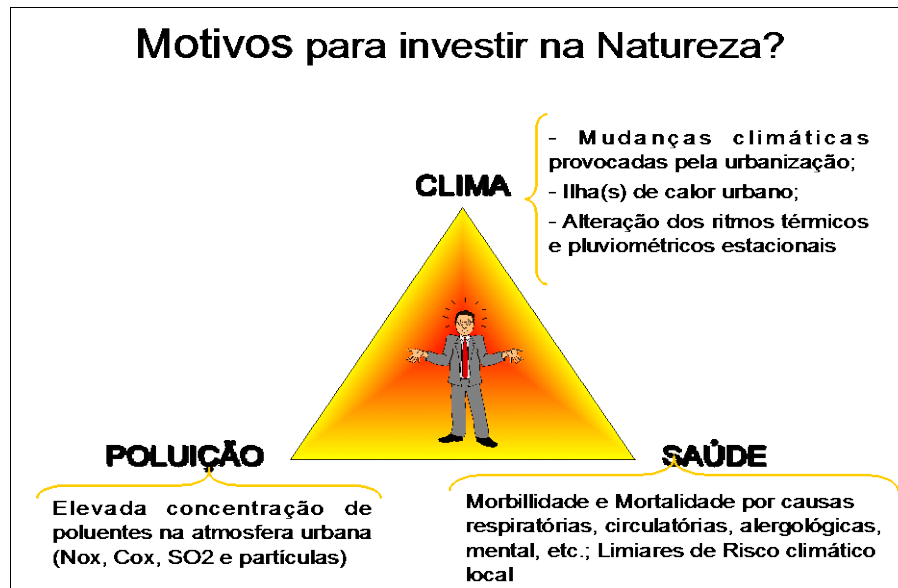 Motivos para investir na Natureza?
CLIMA
- Mudanças climáticas
provocadas pela urbanização;
- Ilha(s) de calor urbano;
- Alteração dos ritmos térmicos
e pluviométricos estacionais
POLUIÇÃO
Elevada concentração de
poluentes na atmosfera urbana
(Nox, Cox, SO2 e partículas)
SAÚDE
Morbillidade e Mortalidade por causas
respiratórias, circulatórias, alergológicas,
mental, etc.; Limiares de Risco climático
local